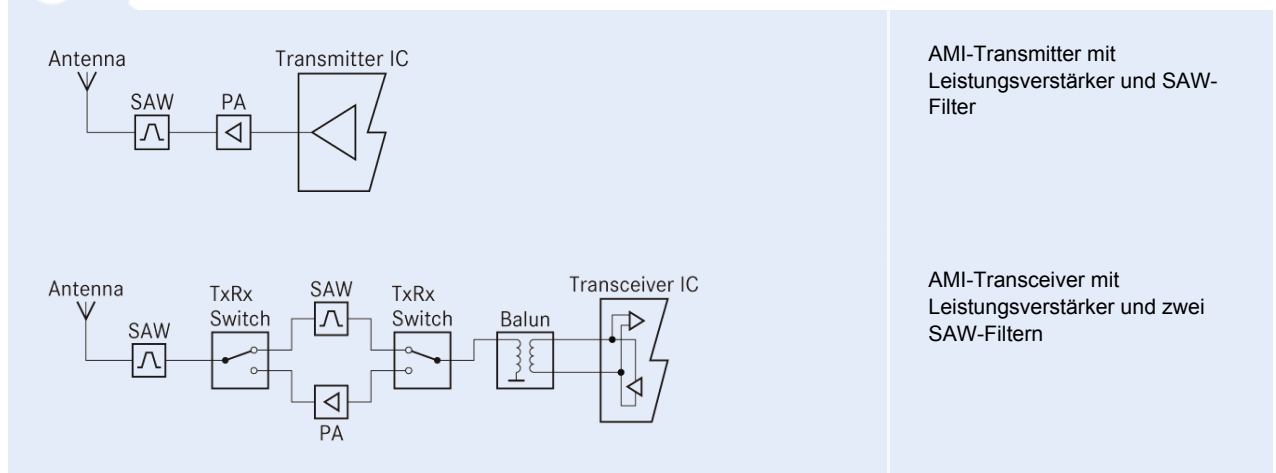 Antenna
Transmitter IC
SAW
PA
AMI-Transmitter mit
Leistungsverstärker und SAW-
Filter
Antenna
SAW
TxRx
Switch
SAW
PA
TxRx
Switch
Balun
Transceiver IC
AMI-Transceiver mit
Leistungsverstärker und zwei
SAW-Filtern